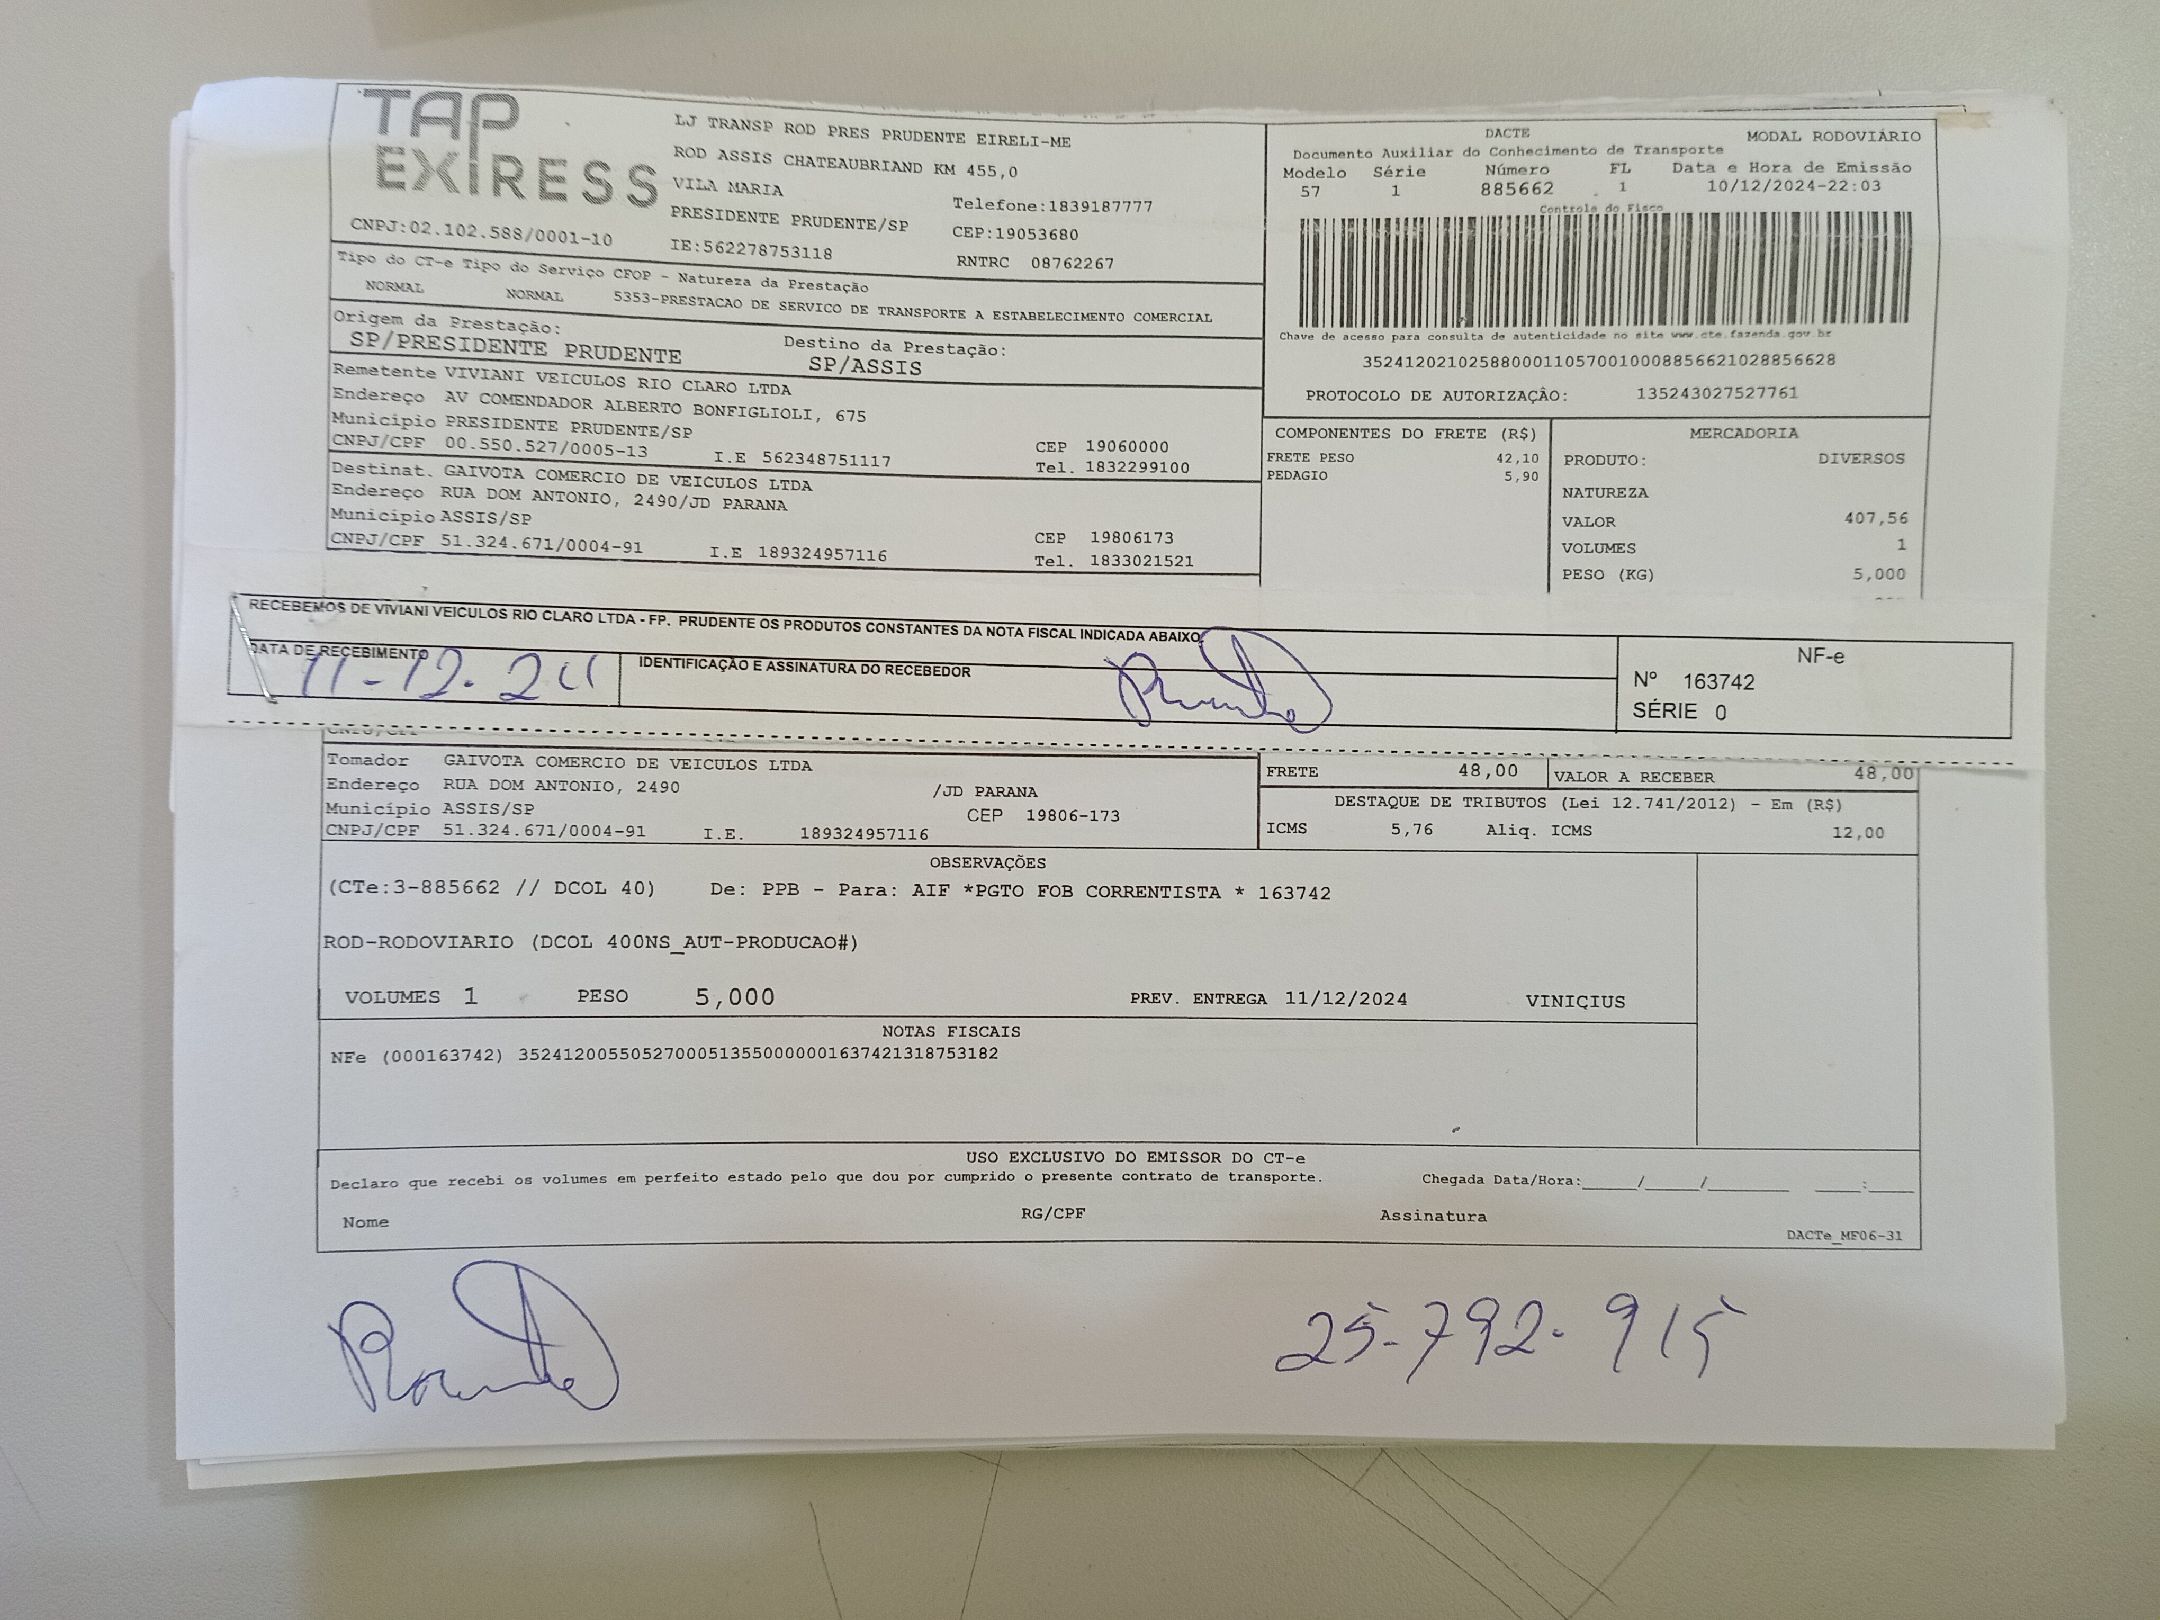 TAP
EXIRESS
CNPJ:02.102.588/0001-10
LJ TRANSP ROD PRES PRUDENTE EIRELI-ME
ROD ASSIS CHATEAUBRIAND KM 455,0
VILA MARIA
Telefone:1839187777
PRESIDENTE PRUDENTE/SP CEP:19053680
IE:562278753118 RNTRC 08762267
DACTE MODAL RODOVIÁRIO
Documento Auxiliar do Conhecimento de Transporte
Modelo Série Número FL Data e Hora de Emissão
57 1 885662 1 10/12/2024-22:03
Controle do Fisco
Chave de acesso para consulta de autenticidade no site www.cte.fazenda.gov.br
35241202102588000110570010008856621028856628
PROTOCOLO DE AUTORIZAÇÂO: 135243027527761
Tipo do CT-e Tipo do Serviço CFOP - Natureza da Prestação
NORMAL NORMAL 5353-PRESTACAO DE SERVICO DE TRANSPORTE A ESTABELECIMENTO COMERCIAL
Origem da Prestação: Destino da Prestação:
SP/PRESIDENTE PRUDENTE SP/ASSIS
Remetente VIVIANI VEICULOS RIO CLARO LTDA
Endereço AV COMENDADOR ALBERTO BONFIGLIOLI, 675
Município PRESIDENTE PRUDENTE/SP CEP 19060000
CNPJ/CPF 00.550.527/0005-13 I.E 562348751117 Tel. 1832299100
Destinat. GAIVOTA COMERCIO DE VEICULOS LTDA
Endereço RUA DOM ANTONIO, 2490/JD PARANA
Município ASSIS/SP CEP 19806173
CNPJ/CPF 51.324.671/0004-91 I.E 189324957116 Tel. 1833021521
COMPONENTES DO FRETE (R$)
FRETE PESO 42,10
PEDAGIO 5,90
MERCADORIA
PRODUTO: DIVERSOS
NATUREZA
VALOR 407,56
VOLUMES 1
PESO (KG) 5,000
RECEBEMOS DE VIVIANI VEICULOS RIO CLARO LTDA - FP. PRUDENTE OS PRODUTOS CONSTANTES DA NOTA FISCAL INDICADA ABAIXO
DATA DE RECEBIMENTO IDENTIFICAÇÃO E ASSINATURA DO RECEBEDOR
11-12-24
NF-e
Nº 163742
SÉRIE 0
CNPJ/CPF
Tomador GAIVOTA COMERCIO DE VEICULOS LTDA
Endereço RUA DOM ANTONIO, 2490 /JD PARANA
Município ASSIS/SP CEP 19806-173
CNPJ/CPF 51.324.671/0004-91 I.E. 189324957116
FRETE 48,00 VALOR A RECEBER 48,00
DESTAQUE DE TRIBUTOS (Lei 12.741/2012) - Em (R$)
ICMS 5,76 Aliq. ICMS 12,00
OBSERVAÇÕES
(CTe:3-885662 // DCOL 40) De: PPB - Para: AIF *PGTO FOB CORRENTISTA * 163742
ROD-RODOVIARIO (DCOL 400NS_AUT-PRODUCAO#)
VOLUMES 1 PESO 5,000 PREV. ENTREGA 11/12/2024 VINICIUS
NOTAS FISCAIS
NFe (000163742) 35241200550527000513550000001637421318753182
USO EXCLUSIVO DO EMISSOR DO CT-e
Declaro que recebi os volumes em perfeito estado pelo que dou por cumprido o presente contrato de transporte. Chegada Data/Hora:_____/_____/_______ ____:____
Nome RG/CPF Assinatura
DACTe_MF06-31
25-792-915